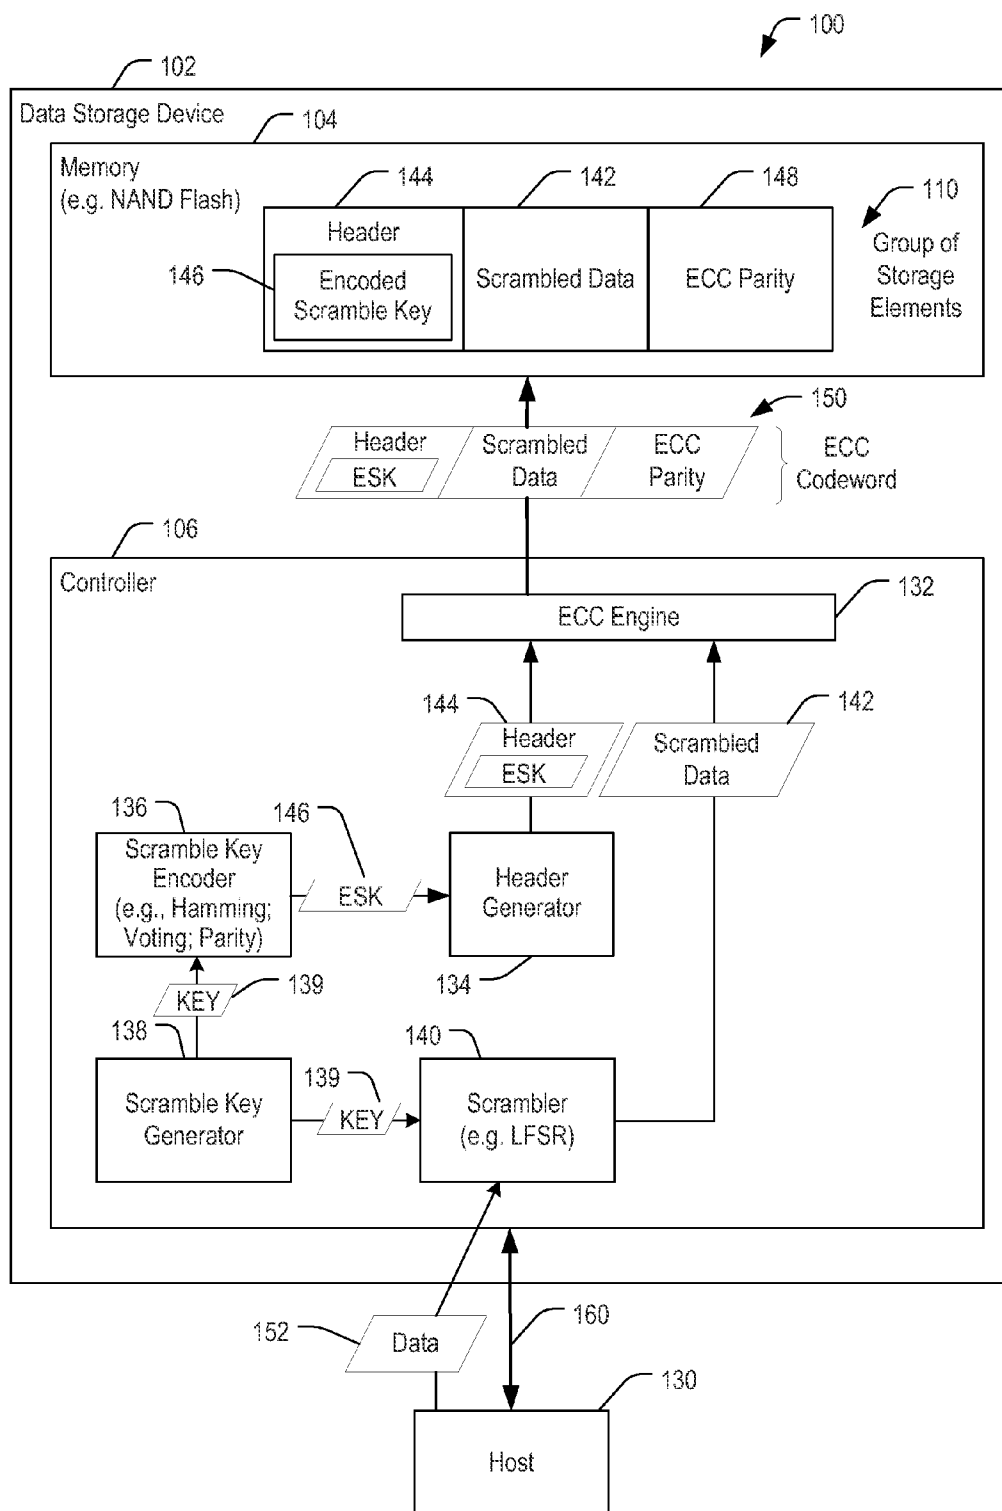 100
102
Data Storage Device
104
Memory
(e.g. NAND Flash)
144
142
148
110
Header
146
Encoded
Scramble Key
Scrambled Data
ECC Parity
Group of
Storage
Elements
150
Header
ESK
Scrambled
Data
ECC
Parity
ECC
Codeword
106
Controller
132
ECC Engine
144
142
Header
ESK
Scrambled
Data
136
146
Scramble Key
Encoder
(e.g., Hamming;
Voting; Parity)
ESK
Header
Generator
134
KEY
139
138
140
139
Scramble Key
Generator
KEY
Scrambler
(e.g. LFSR)
152
Data
160
130
Host